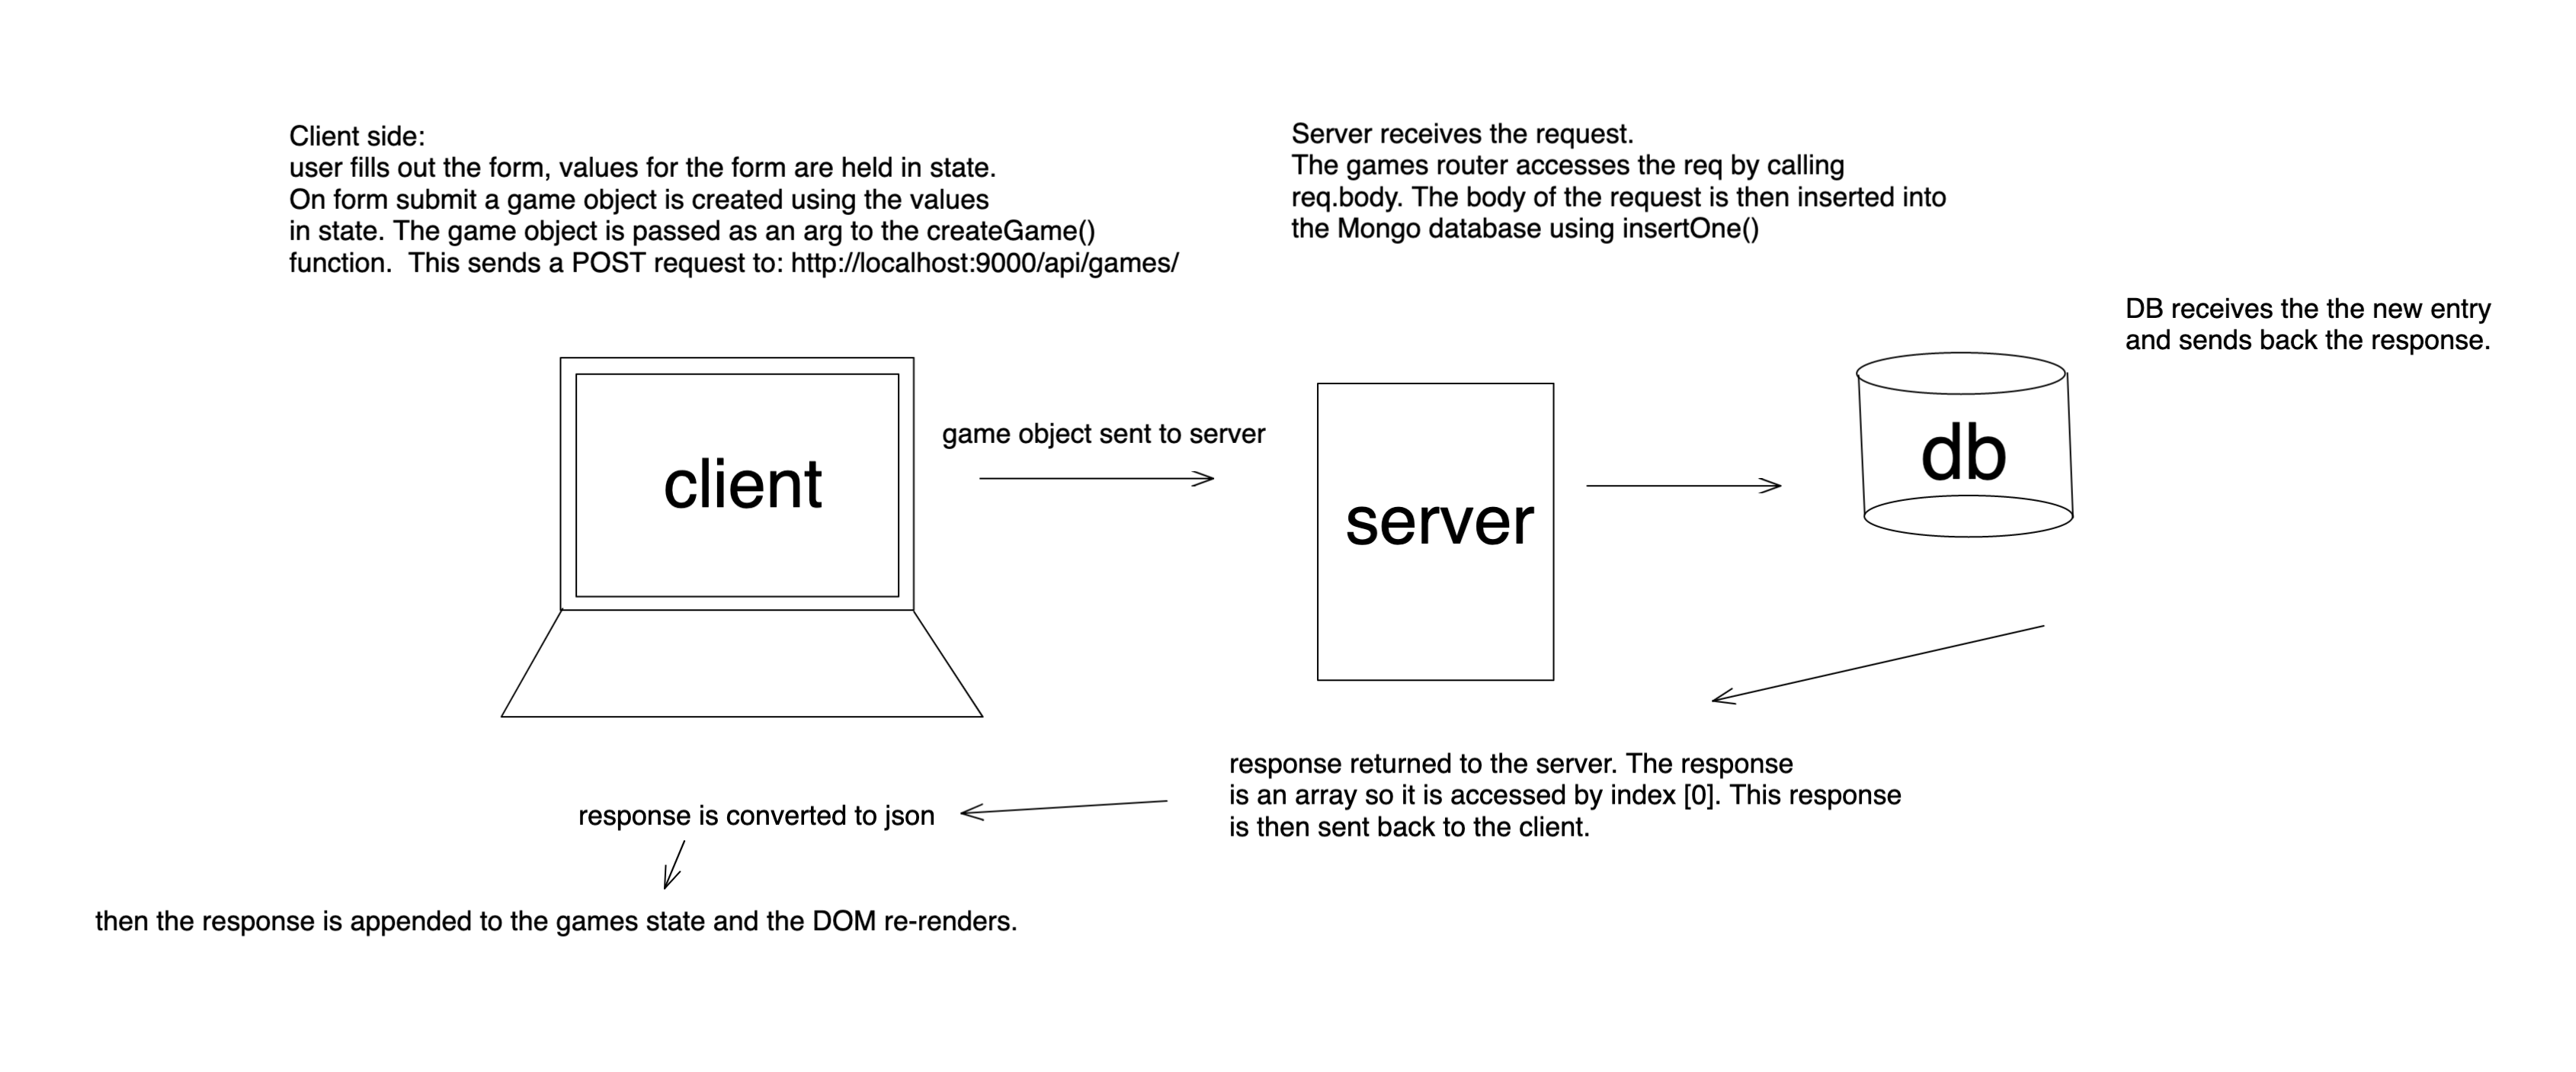 Client side:
user fills out the form, values for the form are held in state.
On form submit a game object is created using the values
in state. The game object is passed as an arg to the createGame()
function.  This sends a POST request to: http://localhost:9000/api/games/
Server receives the request.
The games router accesses the req by calling
req.body. The body of the request is then inserted into
the Mongo database using insertOne()
DB receives the the new entry
and sends back the response.
client
game object sent to server
server
db
response returned to the server. The response
is an array so it is accessed by index [0]. This response
is then sent back to the client.
response is converted to json
then the response is appended to the games state and the DOM re-renders.